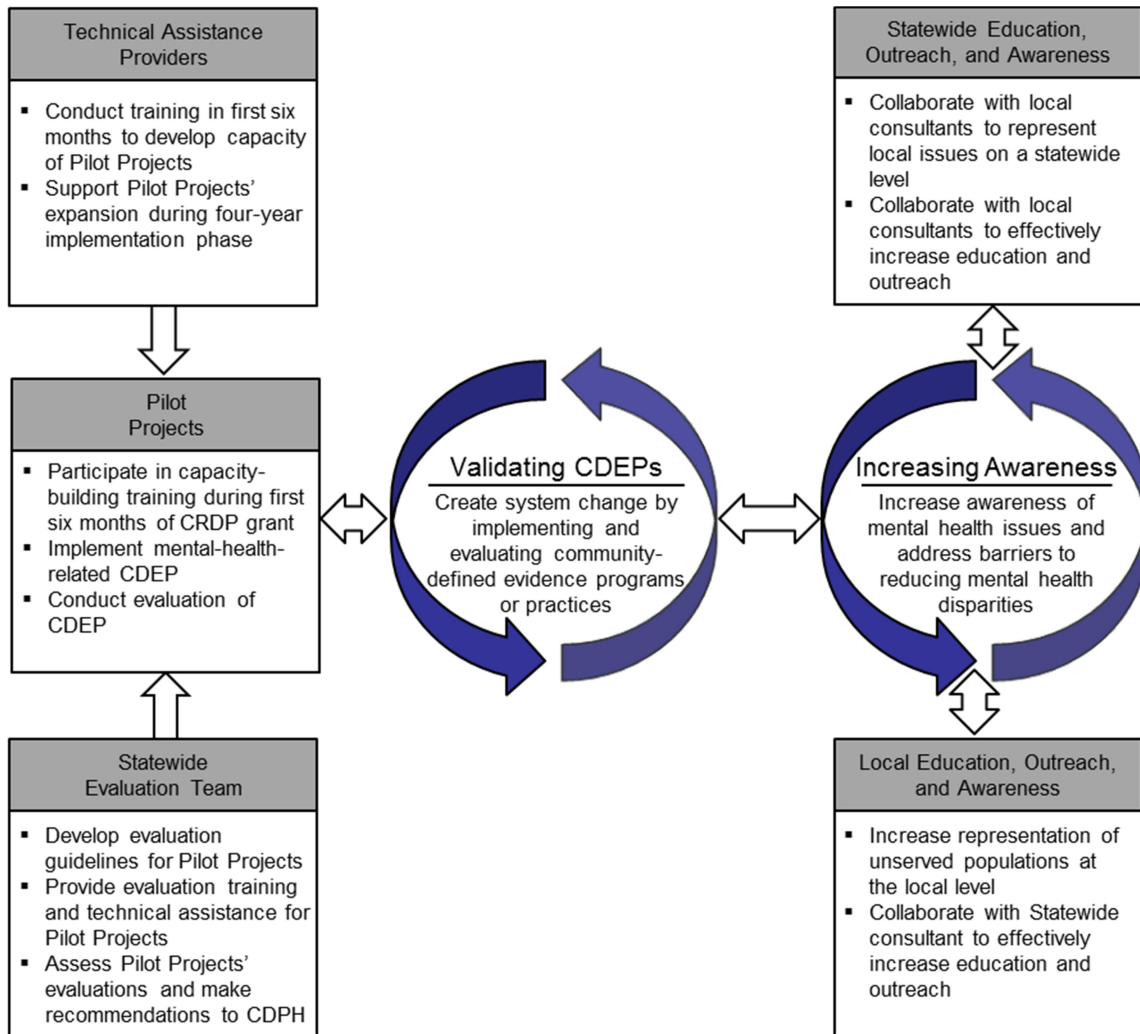 Technical Assistance
Providers
▪ Conduct training in first six
months to develop capacity
of Pilot Projects
▪ Support Pilot Projects’
expansion during four-year
implementation phase
Pilot
Projects
▪ Participate in capacity-
building training during first
six months of CRDP grant
▪ Implement mental-health-
related CDEP
▪ Conduct evaluation of
CDEP
Statewide
Evaluation Team
▪ Develop evaluation
guidelines for Pilot Projects
▪ Provide evaluation training
and technical assistance for
Pilot Projects
▪ Assess Pilot Projects’
evaluations and make
recommendations to CDPH
Validating CDEPs
Create system change by
implementing and
evaluating community-
defined evidence programs
or practices
Statewide Education,
Outreach, and Awareness
▪ Collaborate with local
consultants to represent
local issues on a statewide
level
▪ Collaborate with local
consultants to effectively
increase education and
outreach
Increasing Awareness
Increase awareness of
mental health issues and
address barriers to
reducing mental health
disparities
Local Education, Outreach,
and Awareness
▪ Increase representation of
unserved populations at
the local level
▪ Collaborate with Statewide
consultant to effectively
increase education and
outreach